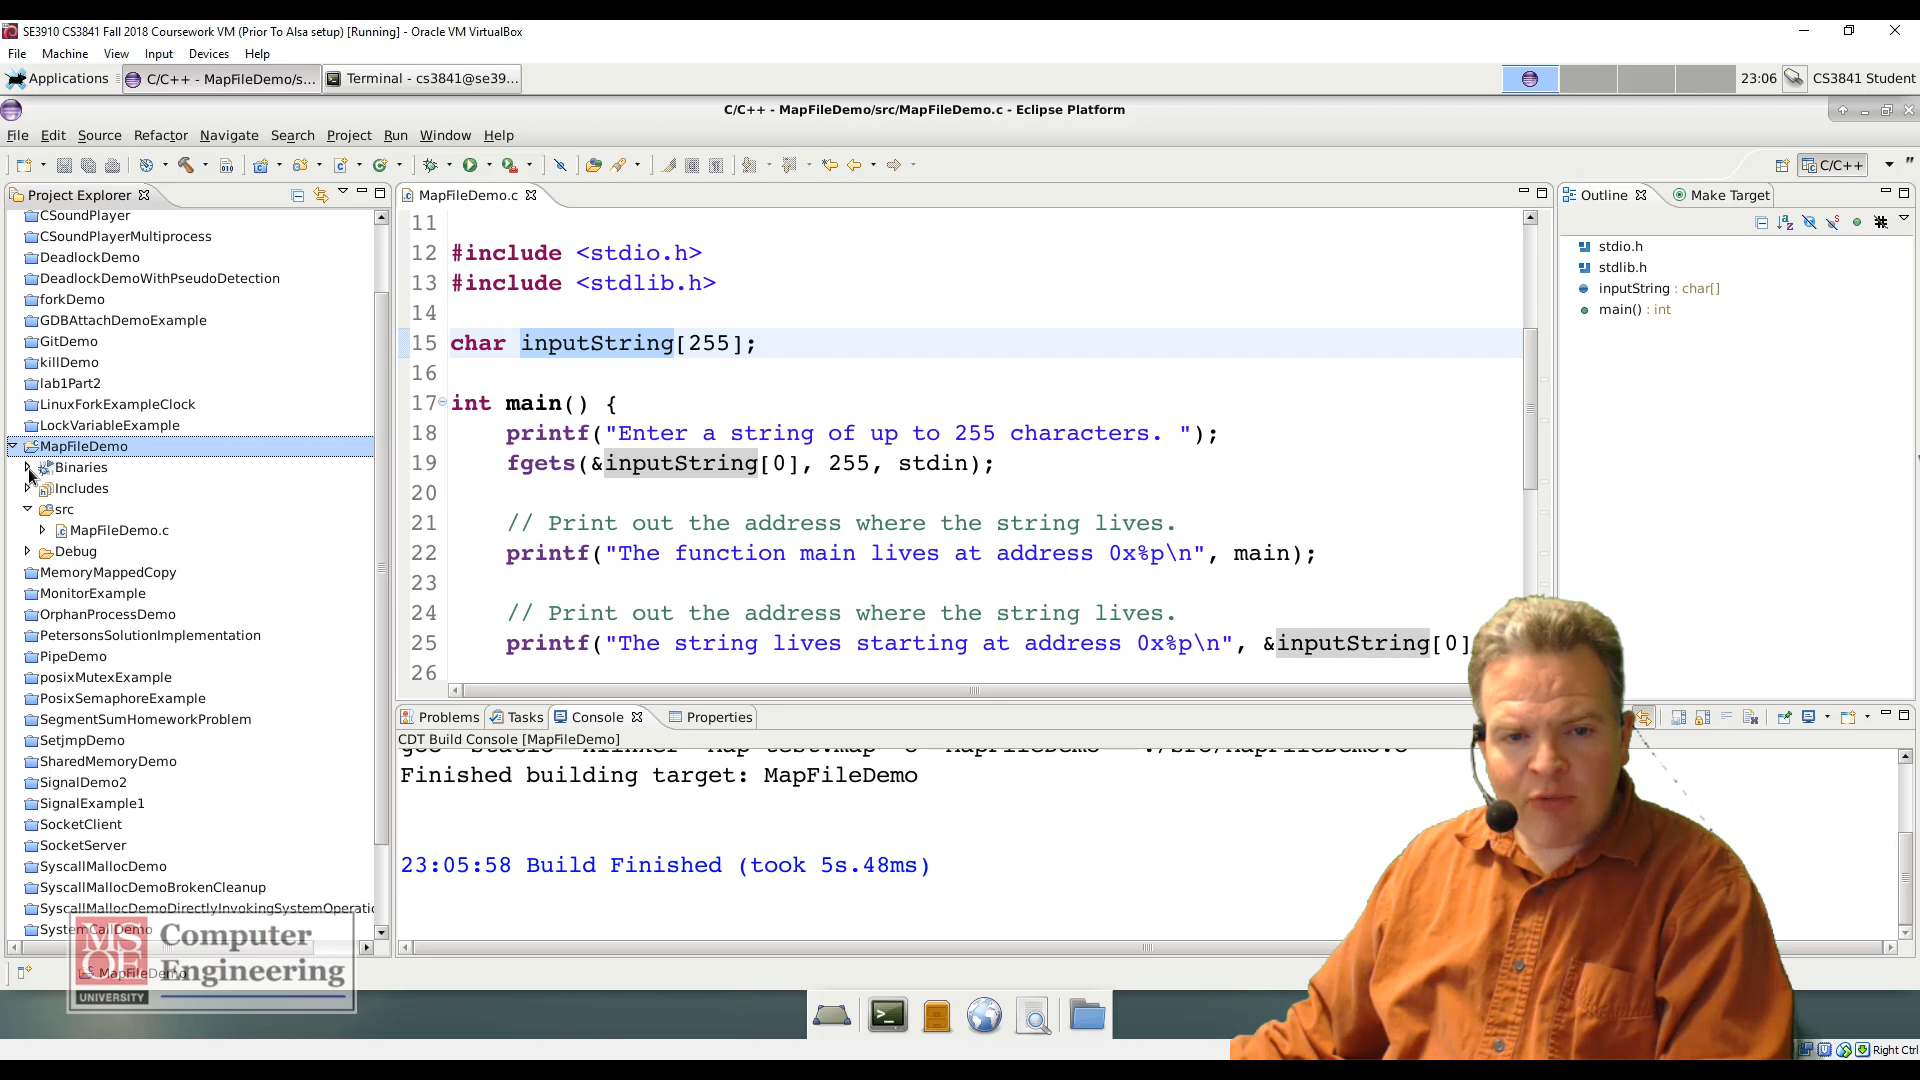 SE3910 CS3841 Fall 2018 Coursework VM (Prior To Alsa setup) [Running] - Oracle VM VirtualBox
File Machine View Input Devices Help
Applications C/C++ - MapFileDemo/s... Terminal - cs3841@se39... 23:06 CS3841 Student
C/C++ - MapFileDemo/src/MapFileDemo.c - Eclipse Platform
File Edit Source Refactor Navigate Search Project Run Window Help
C/C++
Project Explorer
CSoundPlayer
CSoundPlayerMultiprocess
DeadlockDemo
DeadlockDemoWithPseudoDetection
forkDemo
GDBAttachDemoExample
GitDemo
killDemo
lab1Part2
LinuxForkExampleClock
LockVariableExample
MapFileDemo
Binaries
Includes
src
MapFileDemo.c
Debug
MemoryMappedCopy
MonitorExample
OrphanProcessDemo
PetersonsSolutionImplementation
PipeDemo
posixMutexExample
PosixSemaphoreExample
SegmentSumHomeworkProblem
SetjmpDemo
SharedMemoryDemo
SignalDemo2
SignalExample1
SocketClient
SocketServer
SyscallMallocDemo
SyscallMallocDemoBrokenCleanup
SyscallMallocDemoDirectlyInvokingSystemOperatio
SystemCallDemo
MapFileDemo
MSOE UNIVERSITY
Computer
Engineering
MapFileDemo.c
11
12 #include <stdio.h>
13 #include <stdlib.h>
14
15 char inputString[255];
16
17 int main() {
18 printf("Enter a string of up to 255 characters. ");
19 fgets(&inputString[0], 255, stdin);
20
21 // Print out the address where the string lives.
22 printf("The function main lives at address 0x%p\n", main);
23
24 // Print out the address where the string lives.
25 printf("The string lives starting at address 0x%p\n", &inputString[0]
26
Outline Make Target
stdio.h
stdlib.h
inputString : char[]
main() : int
Problems Tasks Console Properties
CDT Build Console [MapFileDemo]
Finished building target: MapFileDemo
23:05:58 Build Finished (took 5s.48ms)
Right Ctrl